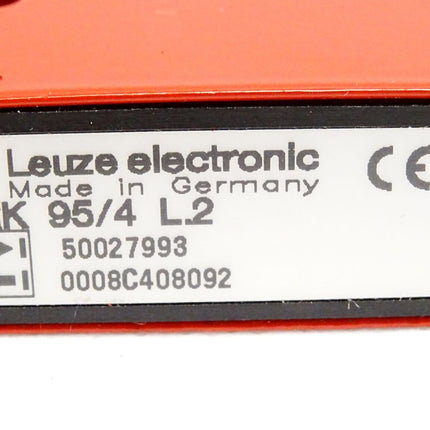 Leuze electronic
Made in Germany
CE
K 95/4 L.2
50027993
0008C408092